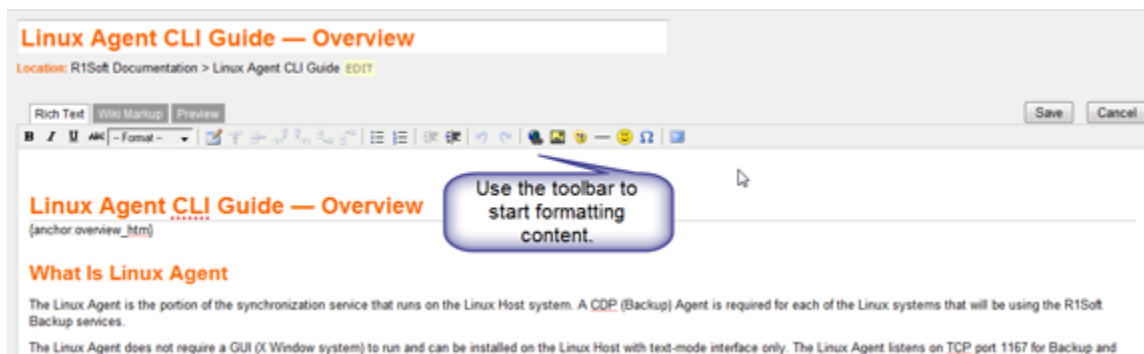 Linux Agent CLI Guide — Overview
Location: R1Soft Documentation > Linux Agent CLI Guide EDIT
Rich Text Wiki Markup Preview Save Cancel
B I U ABC - Format - Ω
Use the toolbar to
start formatting
content.
Linux Agent CLI Guide — Overview
{anchor:overview_htm}
What Is Linux Agent
The Linux Agent is the portion of the synchronization service that runs on the Linux Host system. A CDP (Backup) Agent is required for each of the Linux systems that will be using the R1Soft
Backup services.
The Linux Agent does not require a GUI (X Window system) to run and can be installed on the Linux Host with text-mode interface only. The Linux Agent listens on TCP port 1167 for Backup and